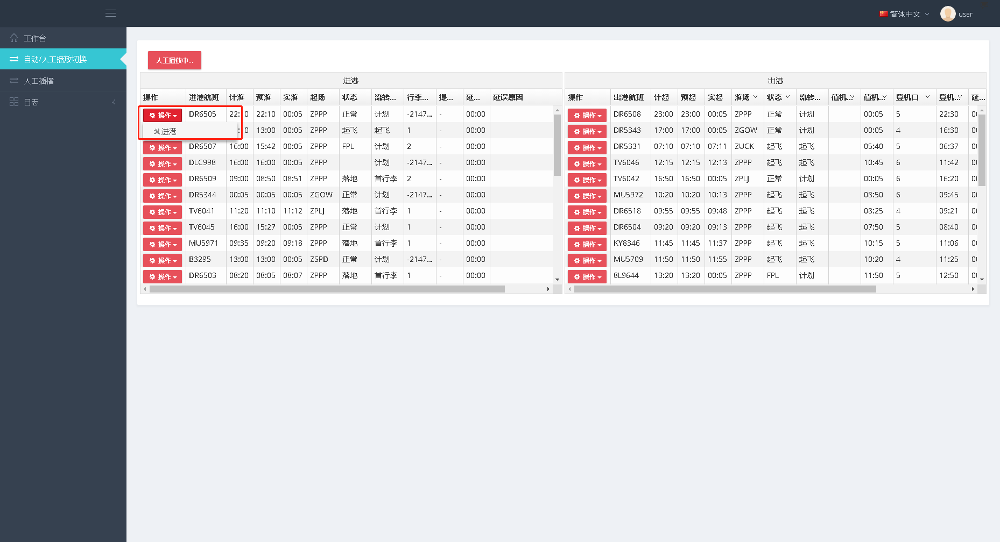 简体中文 user
工作台
自动/人工播放切换
人工插播
日志
人工播放中...
进港
操作 进港航班 计落 预落 实落 起场 状态 流转... 行李... 提... 延... 延误原因
操作 DR6505 22: 0 22:10 00:05 ZPPP 正常 计划 -2147... - 00:00
进港 :0 13:00 00:05 ZPPP 起飞 起飞 1 - 00:00
操作 DR6507 16:00 15:42 00:05 ZPPP FPL 计划 2 - 00:00
操作 DLC998 16:00 16:00 00:05 ZPPP 计划 -2147... - 00:00
操作 DR6509 09:00 08:50 08:51 ZPPP 落地 首行李 2 - 00:00
操作 DR5344 00:05 00:05 00:05 ZGOW 正常 计划 -2147... - 00:00
操作 TV6041 11:20 11:10 11:12 ZPLJ 落地 首行李 1 - 00:00
操作 TV6045 16:00 15:27 00:05 ZPPP 正常 计划 1 - 00:00
操作 MU5971 09:35 09:20 09:18 ZPPP 落地 首行李 1 - 00:00
操作 B3295 13:00 13:00 00:05 ZSPD 正常 计划 -2147... - 00:00
操作 DR6503 08:20 08:05 08:07 ZPPP 落地 首行李 1 - 00:00
出港
操作 出港航班 计起 预起 实起 落场 状态 流转... 值机... 值机... 登机口 登机... 延...
操作 DR6508 23:00 23:00 00:05 ZPPP 正常 计划 00:05 5 22:30 0
操作 DR5343 17:00 17:00 00:05 ZGOW 正常 计划 00:05 4 16:30 0
操作 DR5331 07:10 07:10 07:11 ZUCK 起飞 起飞 05:40 5 06:37 0
操作 TV6046 12:15 12:15 12:13 ZPPP 起飞 起飞 10:45 6 11:42 0
操作 TV6042 16:50 16:50 00:05 ZPLJ 正常 计划 00:05 6 16:20 0
操作 MU5972 10:20 10:20 10:13 ZPPP 起飞 起飞 08:50 6 09:45 0
操作 DR6518 09:55 09:55 09:48 ZPPP 起飞 起飞 08:25 4 09:21 0
操作 DR6504 09:20 09:20 09:13 ZPPP 起飞 起飞 07:50 5 08:40 0
操作 KY8346 11:45 11:45 11:37 ZPPP 起飞 起飞 10:15 5 11:06 0
操作 MU5709 11:50 11:50 11:55 ZPPP 起飞 起飞 10:20 4 11:25 0
操作 8L9644 13:20 13:20 00:05 ZPPP FPL 计划 11:50 5 12:50 0